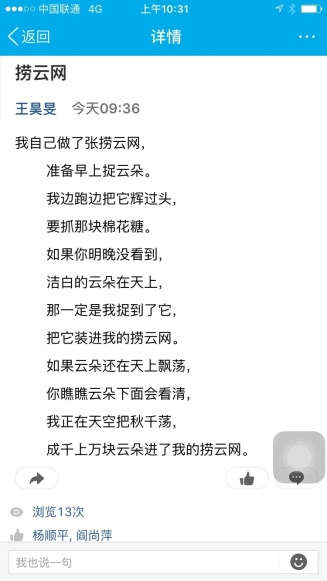 中国联通 4G 上午10:31
返回 详情
捞云网
王昊旻 今天09:36
我自己做了张捞云网，
准备早上捉云朵。
我边跑边把它辉过头，
要抓那块棉花糖。
如果你明晚没看到，
洁白的云朵在天上，
那一定是我捉到了它，
把它装进我的捞云网。
如果云朵还在天上飘荡，
你瞧瞧云朵下面会看清，
我正在天空把秋千荡，
成千上万块云朵进了我的捞云网。
浏览13次
杨顺平, 阎尚萍
我也说一句